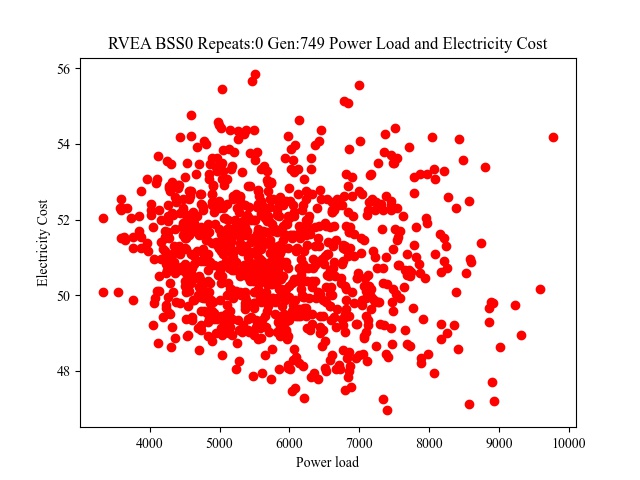 RVEA BSS0 Repeats:0 Gen:749 Power Load and Electricity Cost
56
54
52
50
48
Electricity Cost
4000 5000 6000 7000 8000 9000 10000
Power load